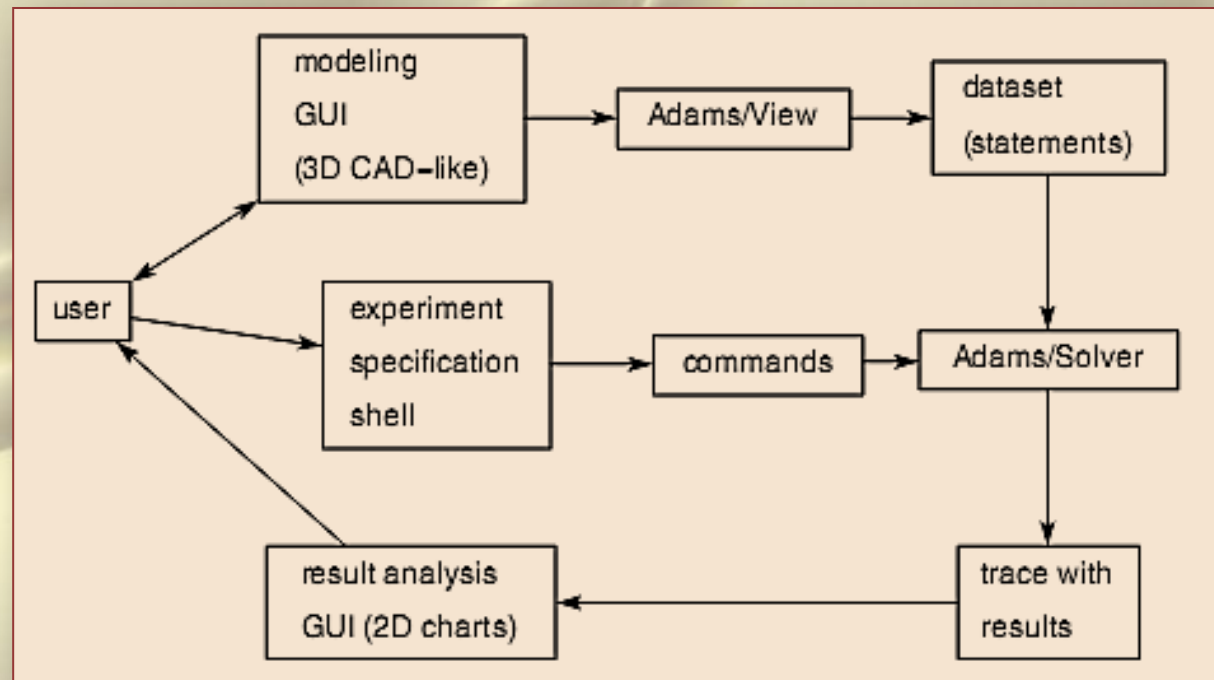 modeling
GUI
(3D CAD-like)
Adams/View
dataset
(statements)
user
experiment
specification
shell
commands
Adams/Solver
result analysis
GUI (2D charts)
trace with
results